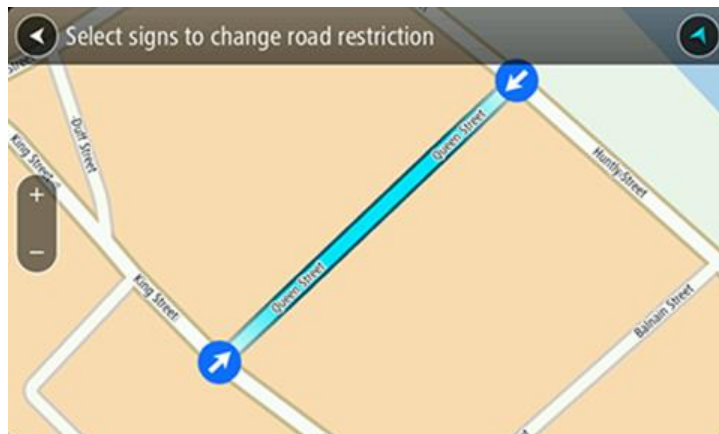 Select signs to change road restriction
Street
Duff Street
King Street
Queen Street
Huntly Street
+
−
Queen Street
King Street
Balnain Street